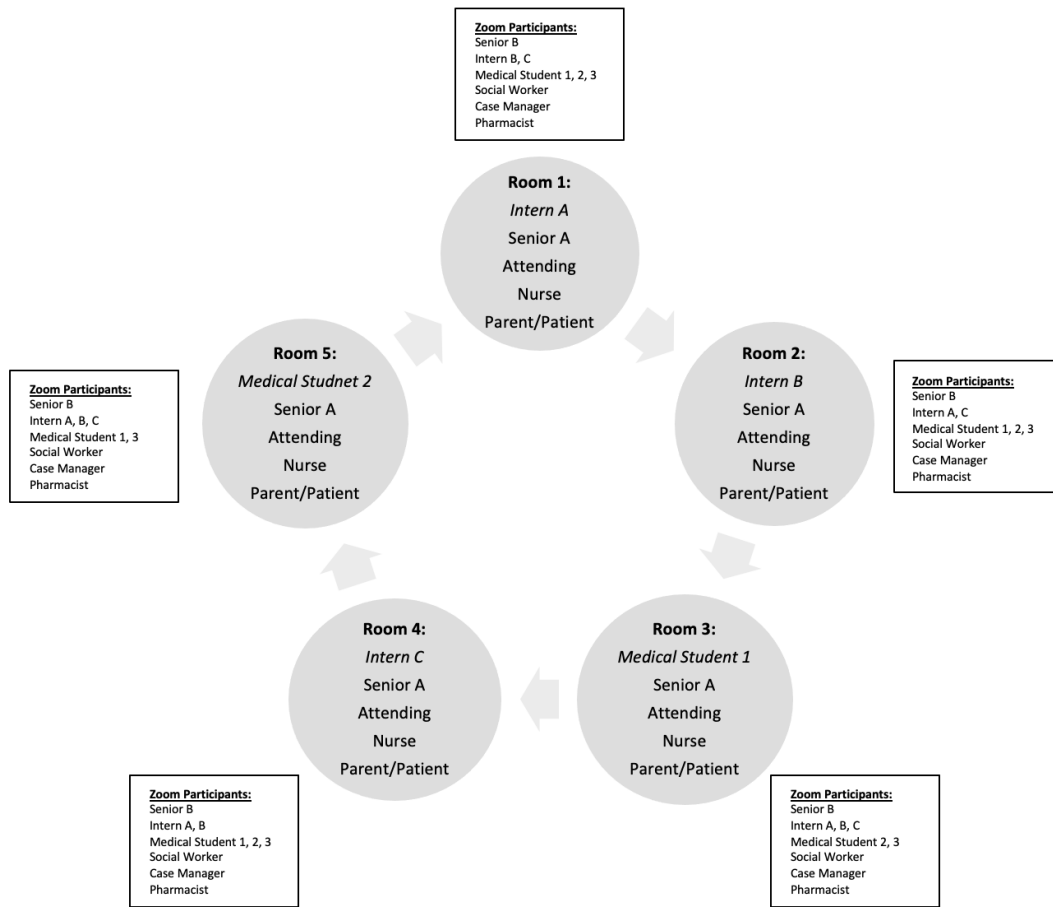 Zoom Participants:
Senior B
Intern B, C
Medical Student 1, 2, 3
Social Worker
Case Manager
Pharmacist
Room 1:
Intern A
Senior A
Attending
Nurse
Parent/Patient
Room 2:
Intern B
Senior A
Attending
Nurse
Parent/Patient
Zoom Participants:
Senior B
Intern A, C
Medical Student 1, 2, 3
Social Worker
Case Manager
Pharmacist
Room 3:
Medical Student 1
Senior A
Attending
Nurse
Parent/Patient
Zoom Participants:
Senior B
Intern A, B, C
Medical Student 2, 3
Social Worker
Case Manager
Pharmacist
Room 4:
Intern C
Senior A
Attending
Nurse
Parent/Patient
Zoom Participants:
Senior B
Intern A, B
Medical Student 1, 2, 3
Social Worker
Case Manager
Pharmacist
Room 5:
Medical Studnet 2
Senior A
Attending
Nurse
Parent/Patient
Zoom Participants:
Senior B
Intern A, B, C
Medical Student 1, 3
Social Worker
Case Manager
Pharmacist